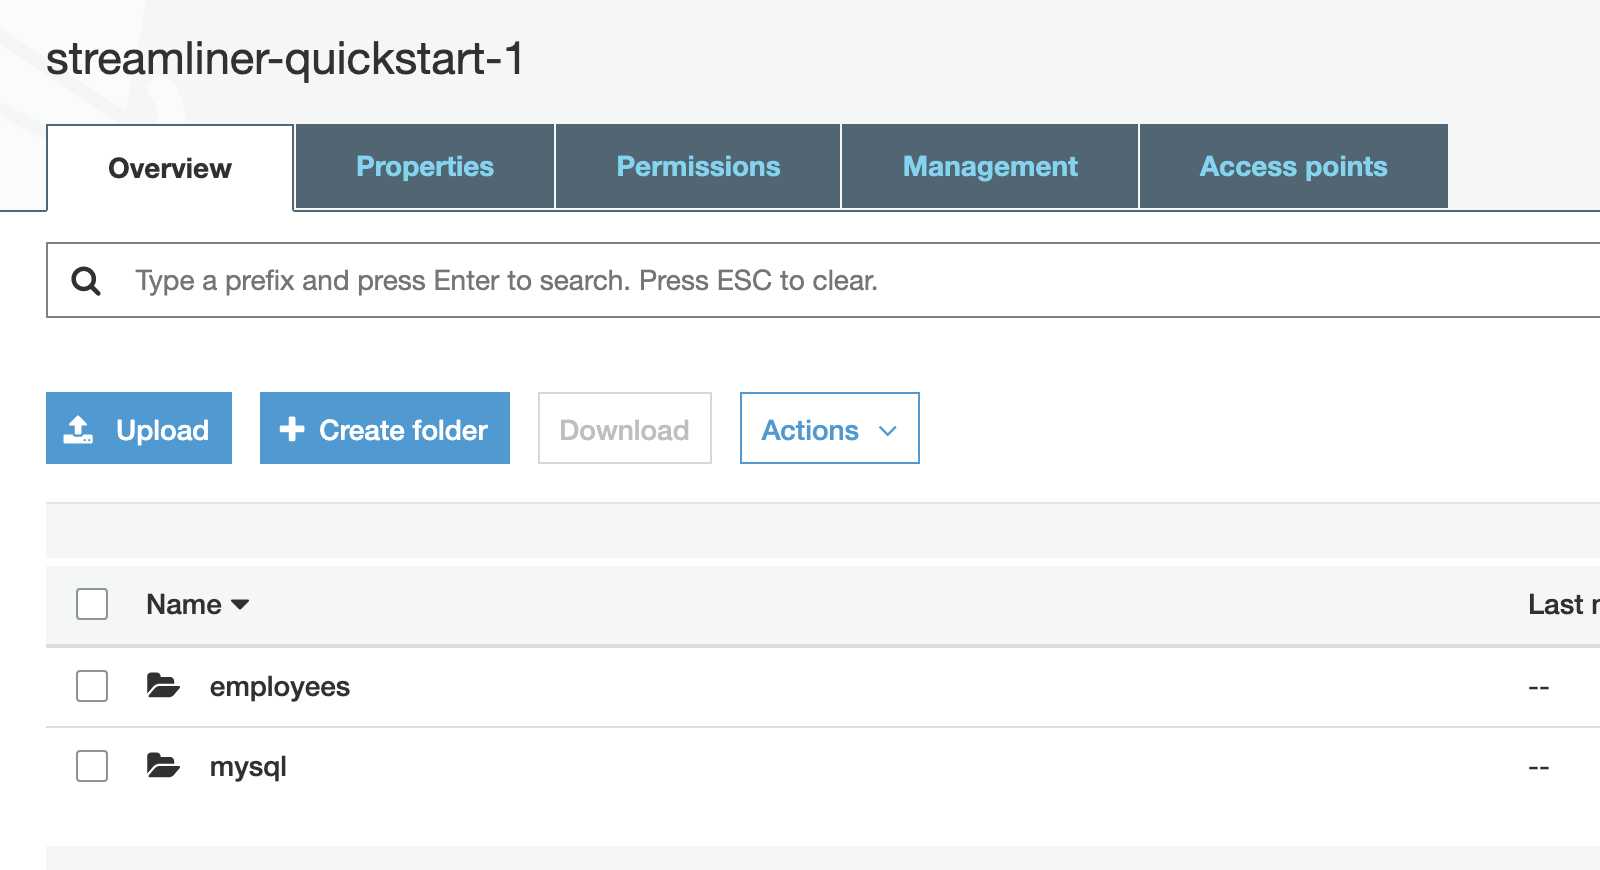 streamliner-quickstart-1
Overview Properties Permissions Management Access points
Type a prefix and press Enter to search. Press ESC to clear.
Upload Create folder Download Actions
Name Last
employees --
mysql --